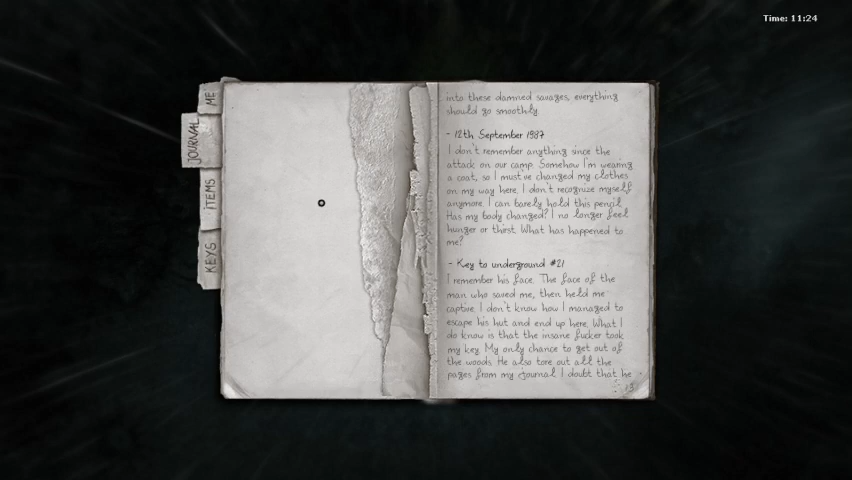 Time: 11:24
ME
JOURNAL
ITEMS
KEYS
into these damned savages, everything
should go smoothly.
- 12th September 1987
I don't remember anything since the
attack on our camp. Somehow I'm wearing
a coat, so I must've changed my clothes
on my way here. I don't recognize myself
anymore. I can barely hold this pencil.
Has my body changed? I no longer feel
hunger or thirst. What has happened to
me?
- Key to underground #21
I remember his face. The face of the
man who saved me, then held me
captive. I don't know how I managed to
escape his hut and end up here. What I
do know is that the insane fucker took
my key. My only chance to get out of
the woods. He also tore out all the
pages from my journal. I doubt that he